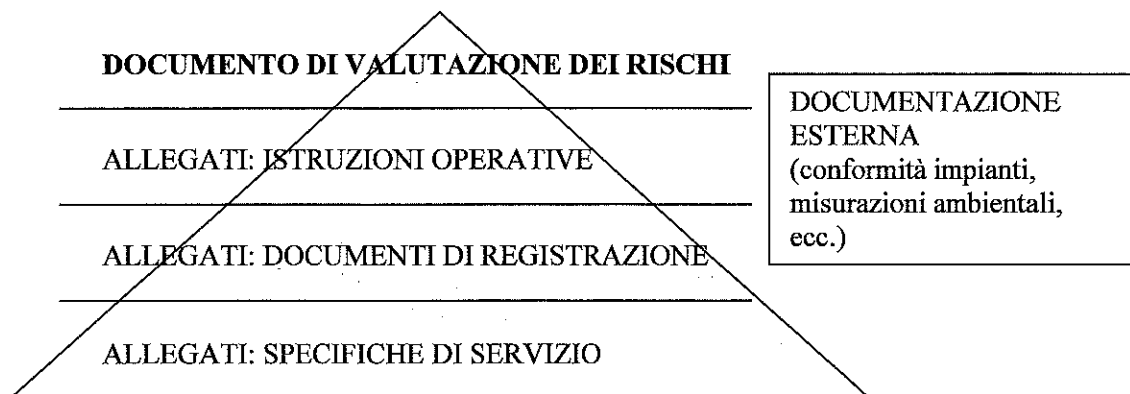 DOCUMENTO DI VALUTAZIONE DEI RISCHI
ALLEGATI: ISTRUZIONI OPERATIVE
ALLEGATI: DOCUMENTI DI REGISTRAZIONE
ALLEGATI: SPECIFICHE DI SERVIZIO
DOCUMENTAZIONE
ESTERNA
(conformità impianti,
misurazioni ambientali,
ecc.)